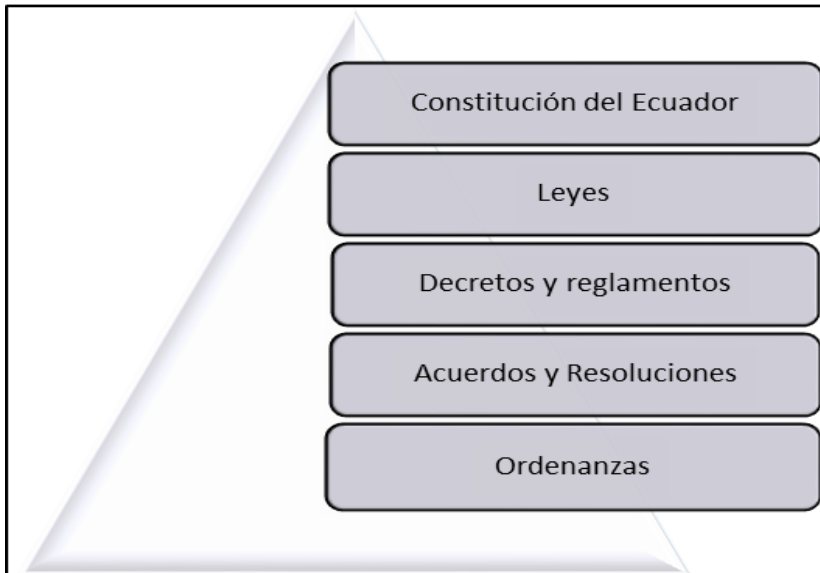 Constitución del Ecuador
Leyes
Decretos y reglamentos
Acuerdos y Resoluciones
Ordenanzas